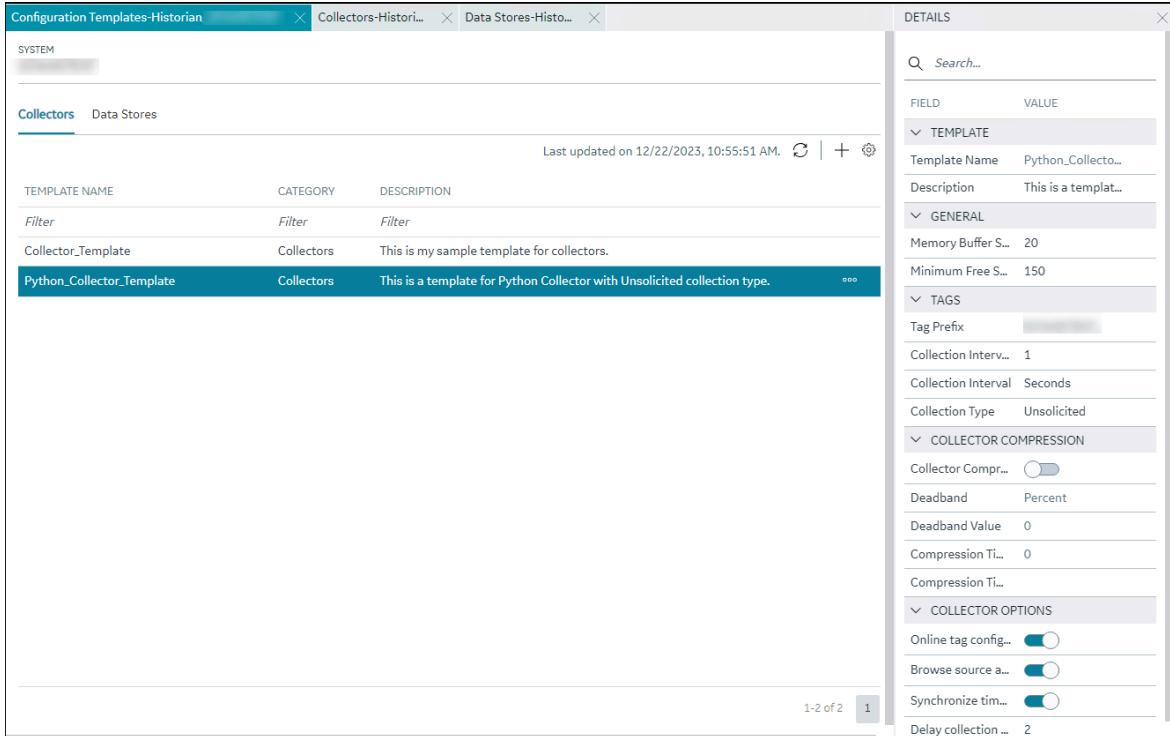 Configuration Templates-Historian
Collectors-Histori...
Data Stores-Histo...
DETAILS
SYSTEM
Search...
Collectors
Data Stores
FIELD VALUE
TEMPLATE
Last updated on 12/22/2023, 10:55:51 AM.
Template Name Python_Collecto...
Description This is a templat...
TEMPLATE NAME CATEGORY DESCRIPTION
GENERAL
Filter Filter Filter
Memory Buffer S... 20
Collector_Template Collectors This is my sample template for collectors.
Minimum Free S... 150
Python_Collector_Template Collectors This is a template for Python Collector with Unsolicited collection type.
TAGS
Tag Prefix
Collection Interv... 1
Collection Interval Seconds
Collection Type Unsolicited
COLLECTOR COMPRESSION
Collector Compr...
Deadband Percent
Deadband Value 0
Compression Ti... 0
Compression Ti...
COLLECTOR OPTIONS
Online tag config...
Browse source a...
Synchronize tim...
1-2 of 2 1
Delay collection ... 2